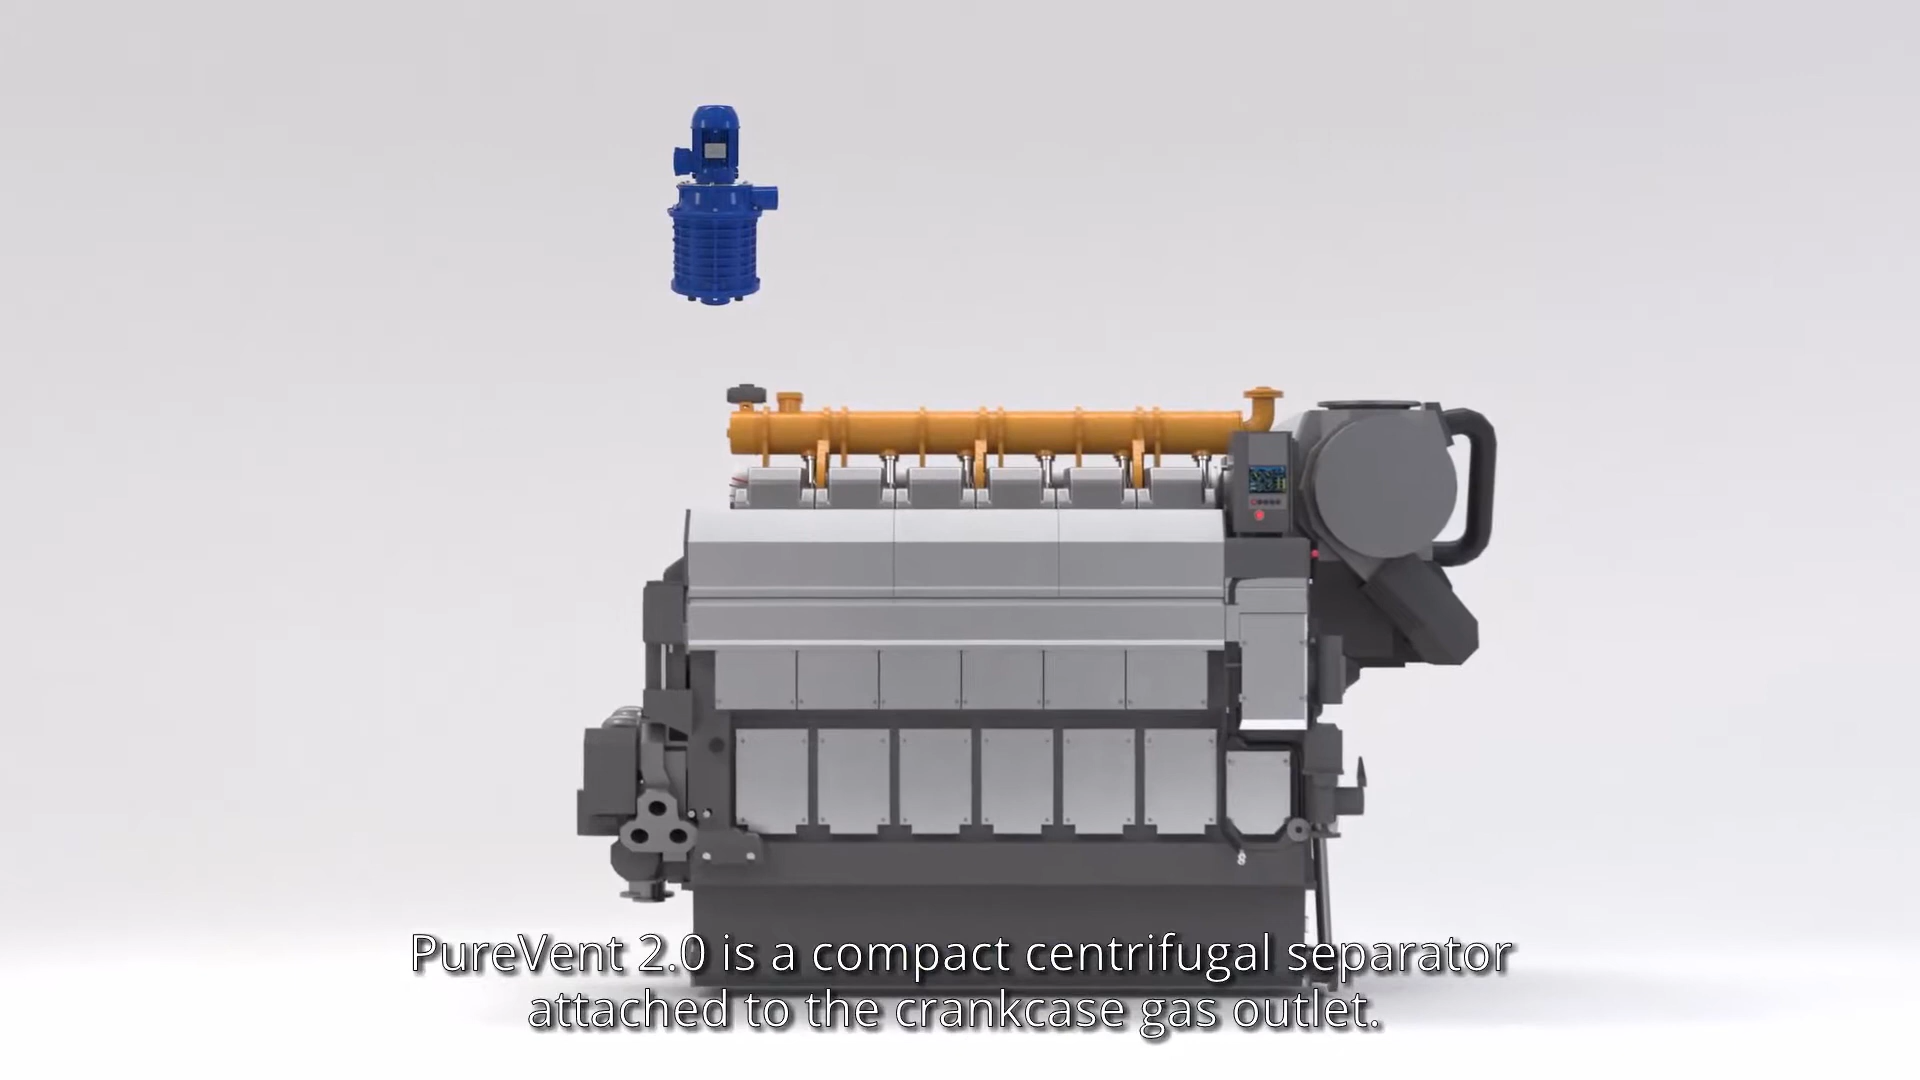 PureVent 2.0 is a compact centrifugal separator
attached to the crankcase gas outlet.